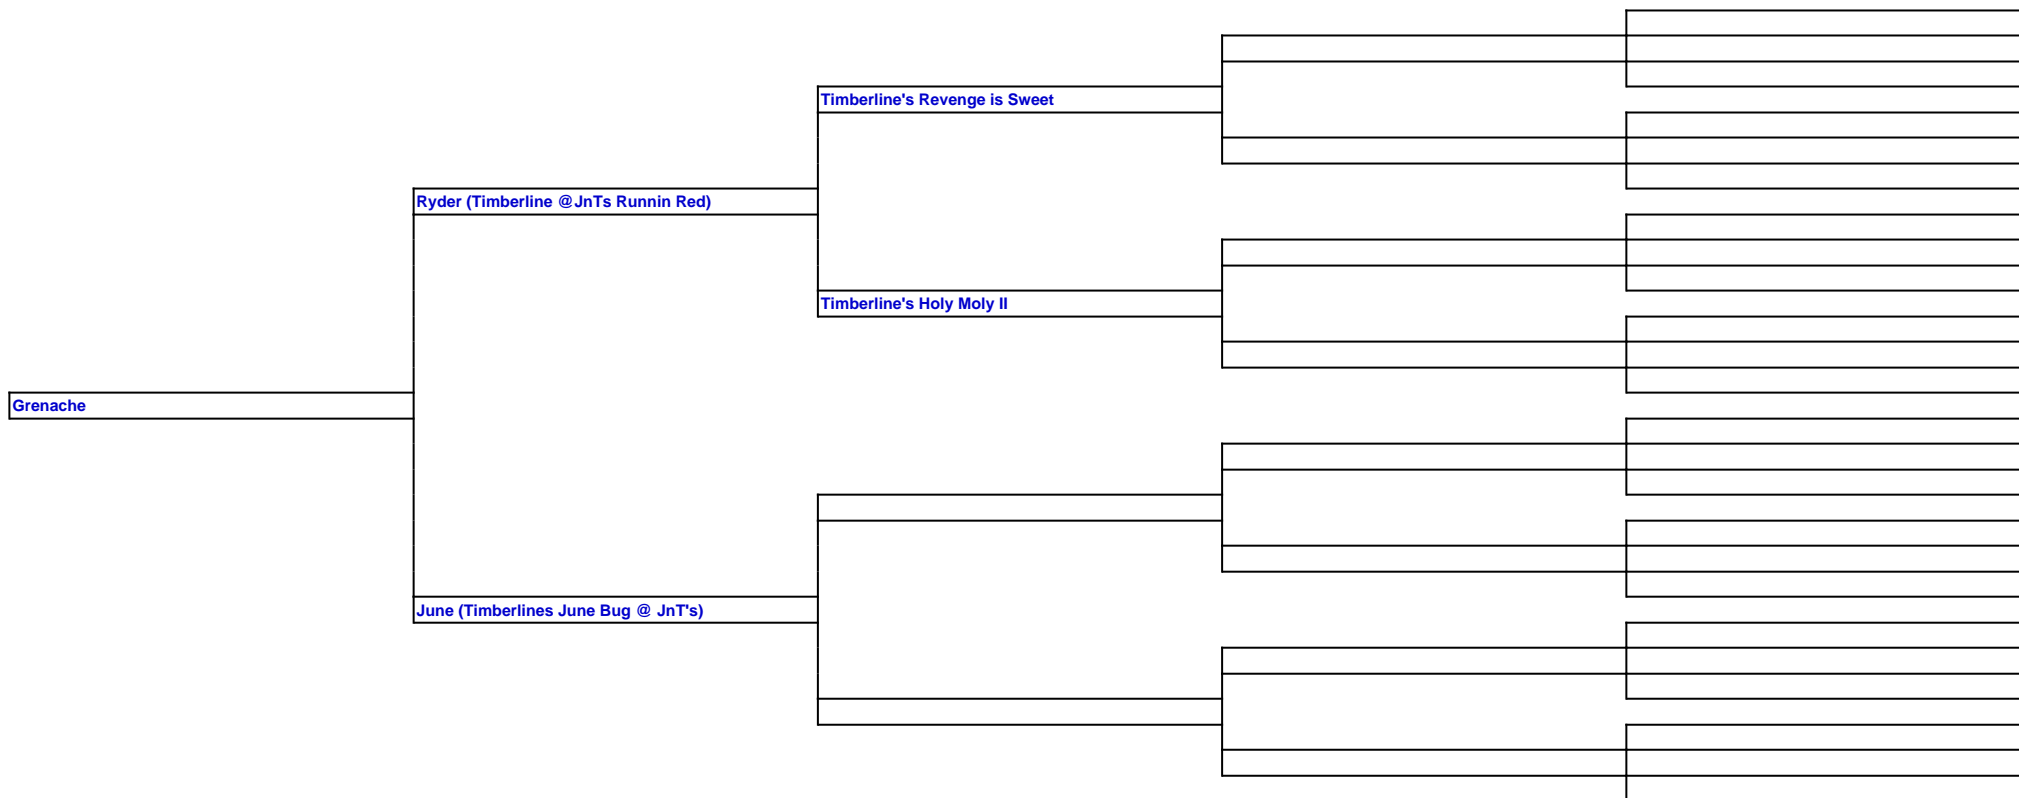 Timberline's Revenge is Sweet
Ryder (Timberline @JnTs Runnin Red)
Timberline's Holy Moly II
Grenache
June (Timberlines June Bug @ JnT's)